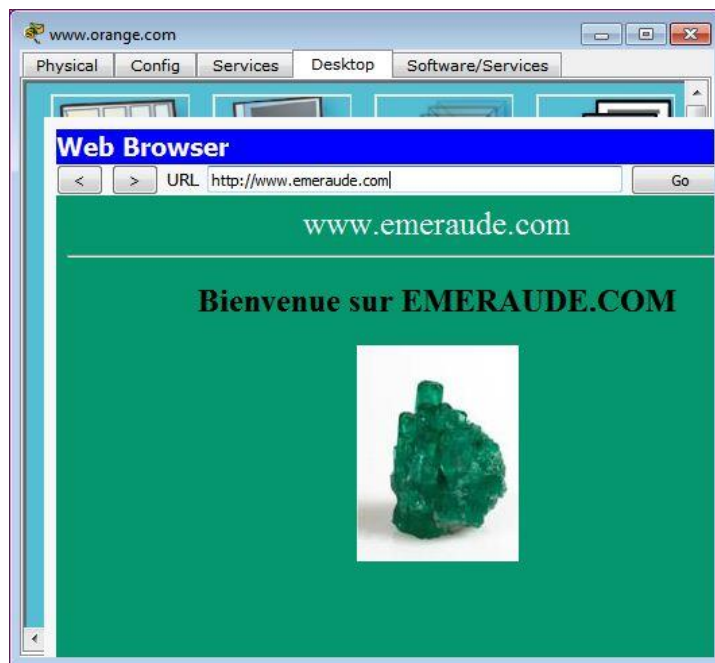 www.orange.com
Physical Config Services Desktop Software/Services
Web Browser
< > URL http://www.emeraude.com Go
www.emeraude.com
Bienvenue sur EMERAUDE.COM